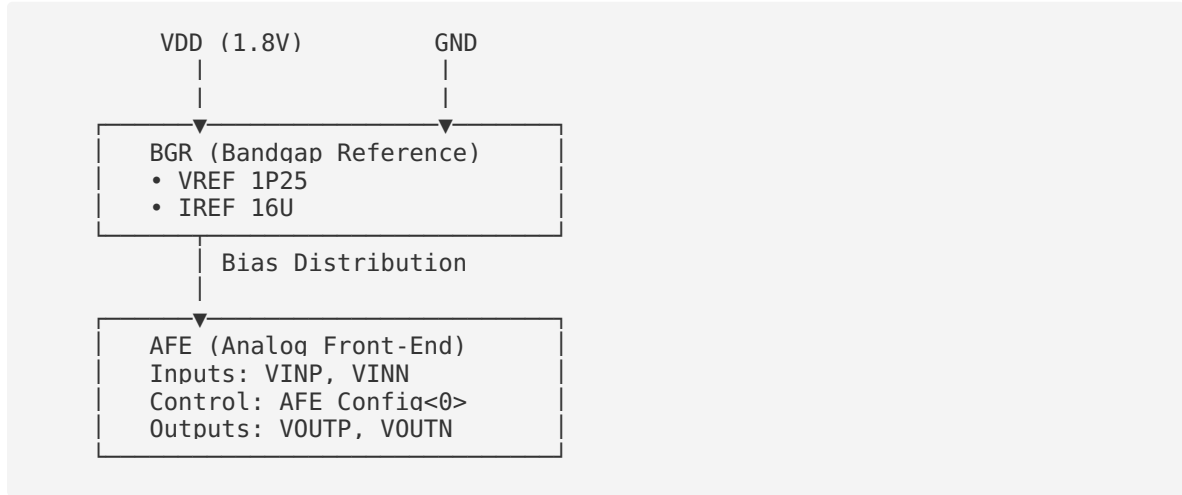 VDD (1.8V) GND
BGR (Bandgap Reference)
• VREF 1P25
• IREF 16U
Bias Distribution
AFE (Analog Front-End)
Inputs: VINP, VINN
Control: AFE Config<0>
Outputs: VOUTP, VOUTN